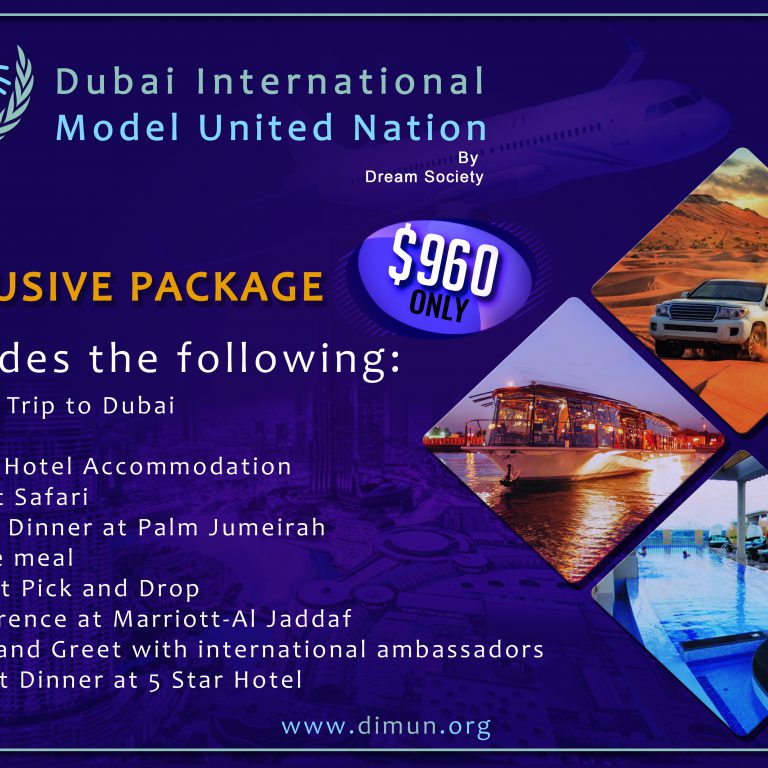 Dubai International
Model United Nation
By
Dream Society
$960
ONLY
USIVE PACKAGE
des the following:
Trip to Dubai
Hotel Accommodation
t Safari
Dinner at Palm Jumeirah
e meal
t Pick and Drop
rence at Marriott-Al Jaddaf
and Greet with international ambassadors
t Dinner at 5 Star Hotel
www.dimun.org